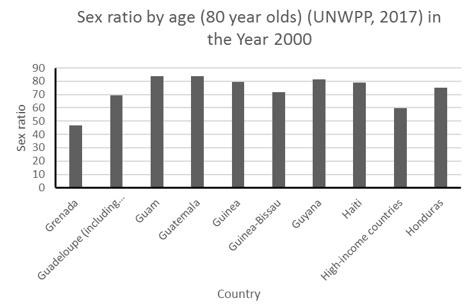 Sex ratio by age (80 year olds) (UNWPP, 2017) in
the Year 2000
90
80
70
60
50
40
30
20
10
0
Sex ratio
Grenada
Guadeloupe (including...
Guam
Guatemala
Guinea
Guinea-Bissau
Guyana
Haiti
High-income countries
Honduras
Country